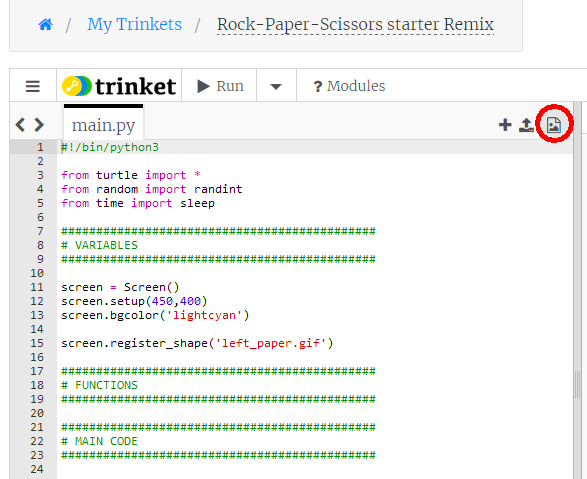 / My Trinkets / Rock-Paper-Scissors starter Remix
trinket Run ? Modules
main.py
1 #!/bin/python3
2
3 from turtle import *
4 from random import randint
5 from time import sleep
6
7 #############################################
8 # VARIABLES
9 #############################################
10
11 screen = Screen()
12 screen.setup(450,400)
13 screen.bgcolor('lightcyan')
14
15 screen.register_shape('left_paper.gif')
16
17 #############################################
18 # FUNCTIONS
19 #############################################
20
21 #############################################
22 # MAIN CODE
23 #############################################
24